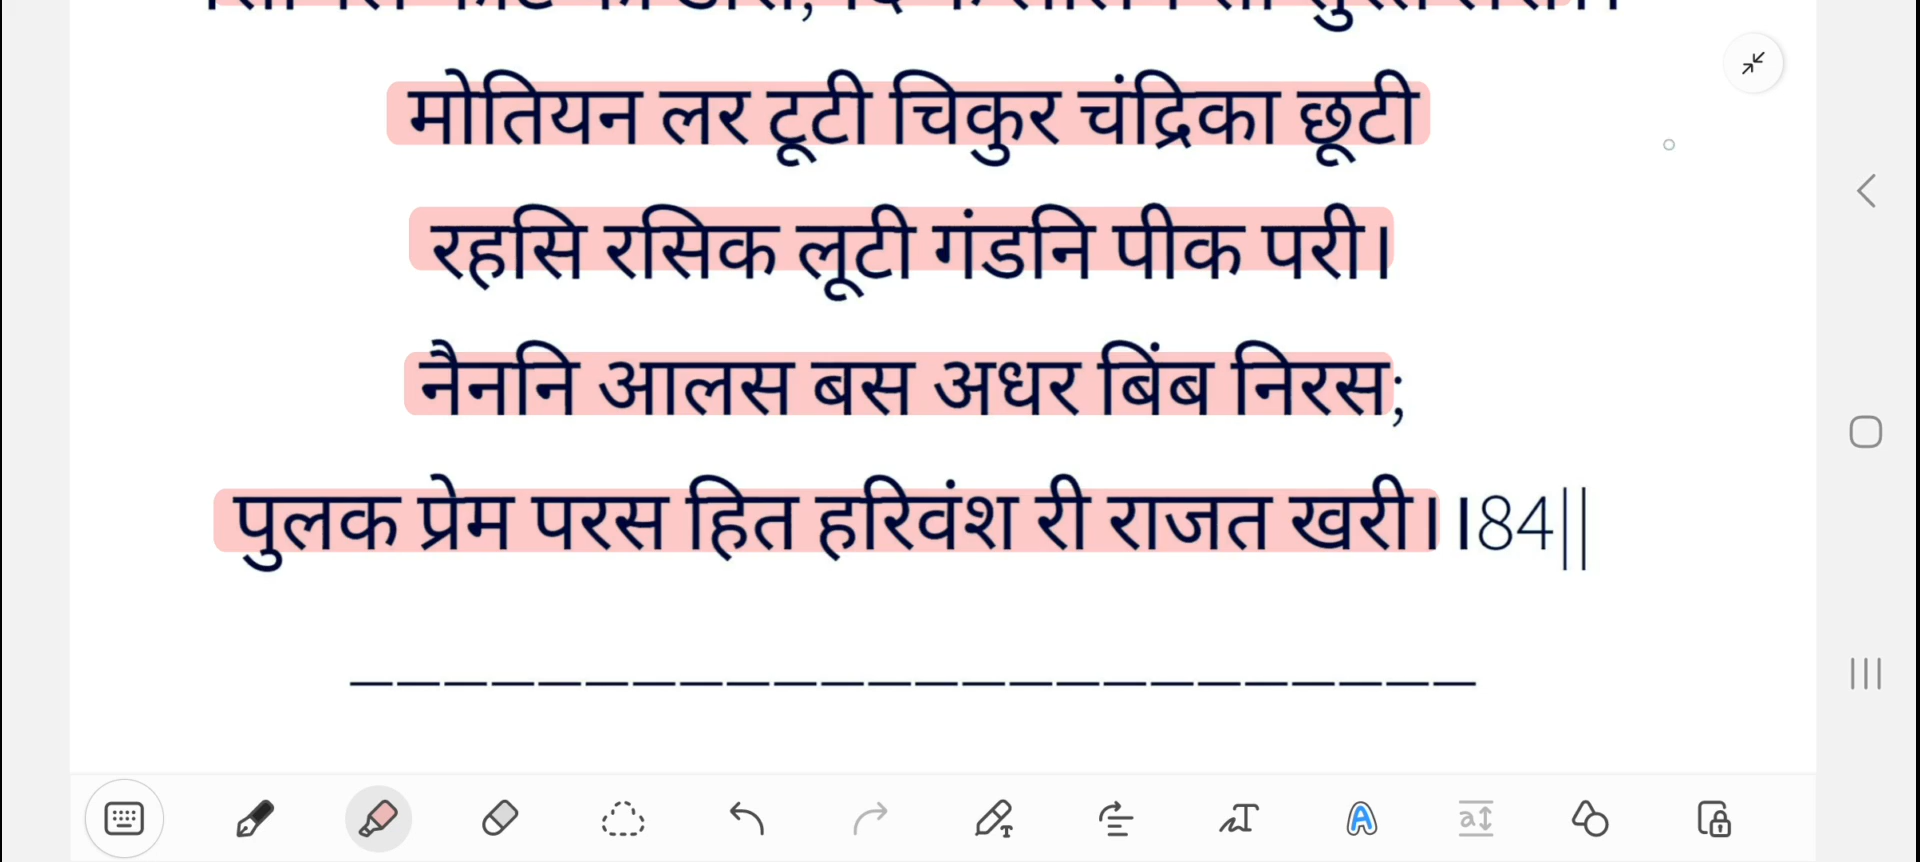 मोतियन लर टूटी चिकुर चंद्रिका छूटी
रहसि रसिक लूटी गंडनि पीक परी।
नैननि आलस बस अधर बिंब निरस;
पुलक प्रेम परस हित हरिवंश री राजत खरी। ।84||